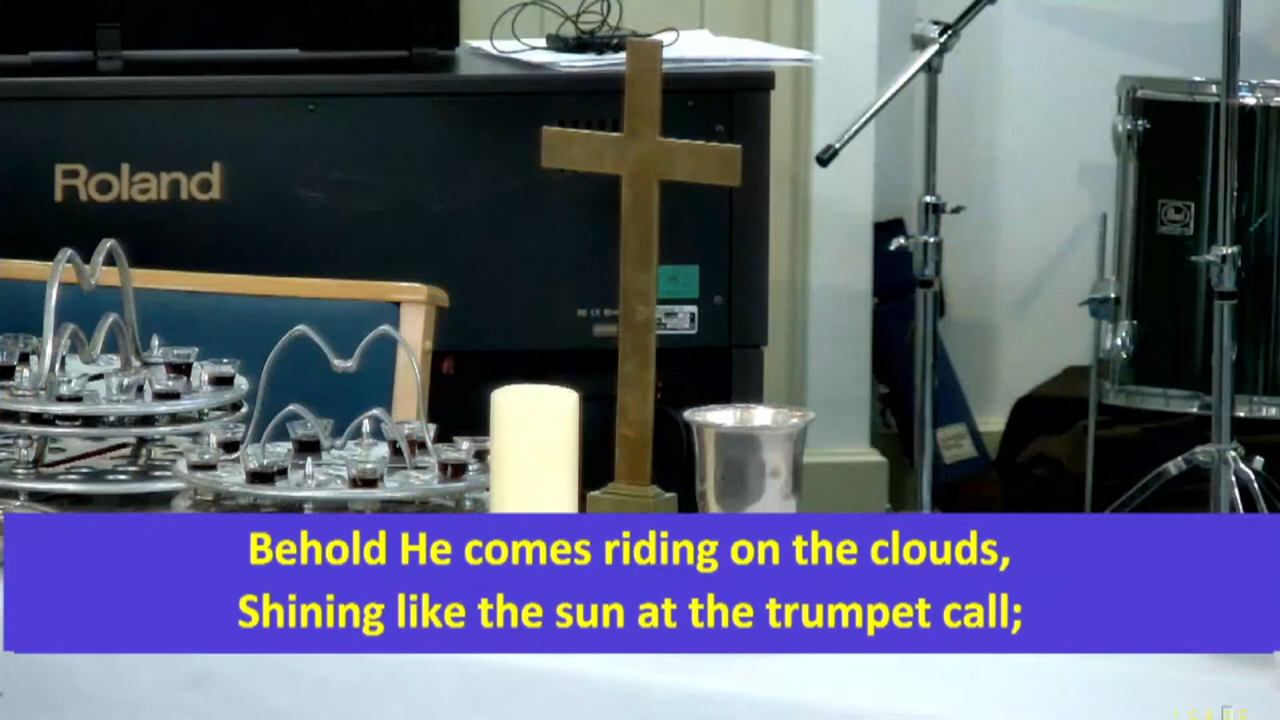 Roland
Behold He comes riding on the clouds,
Shining like the sun at the trumpet call;